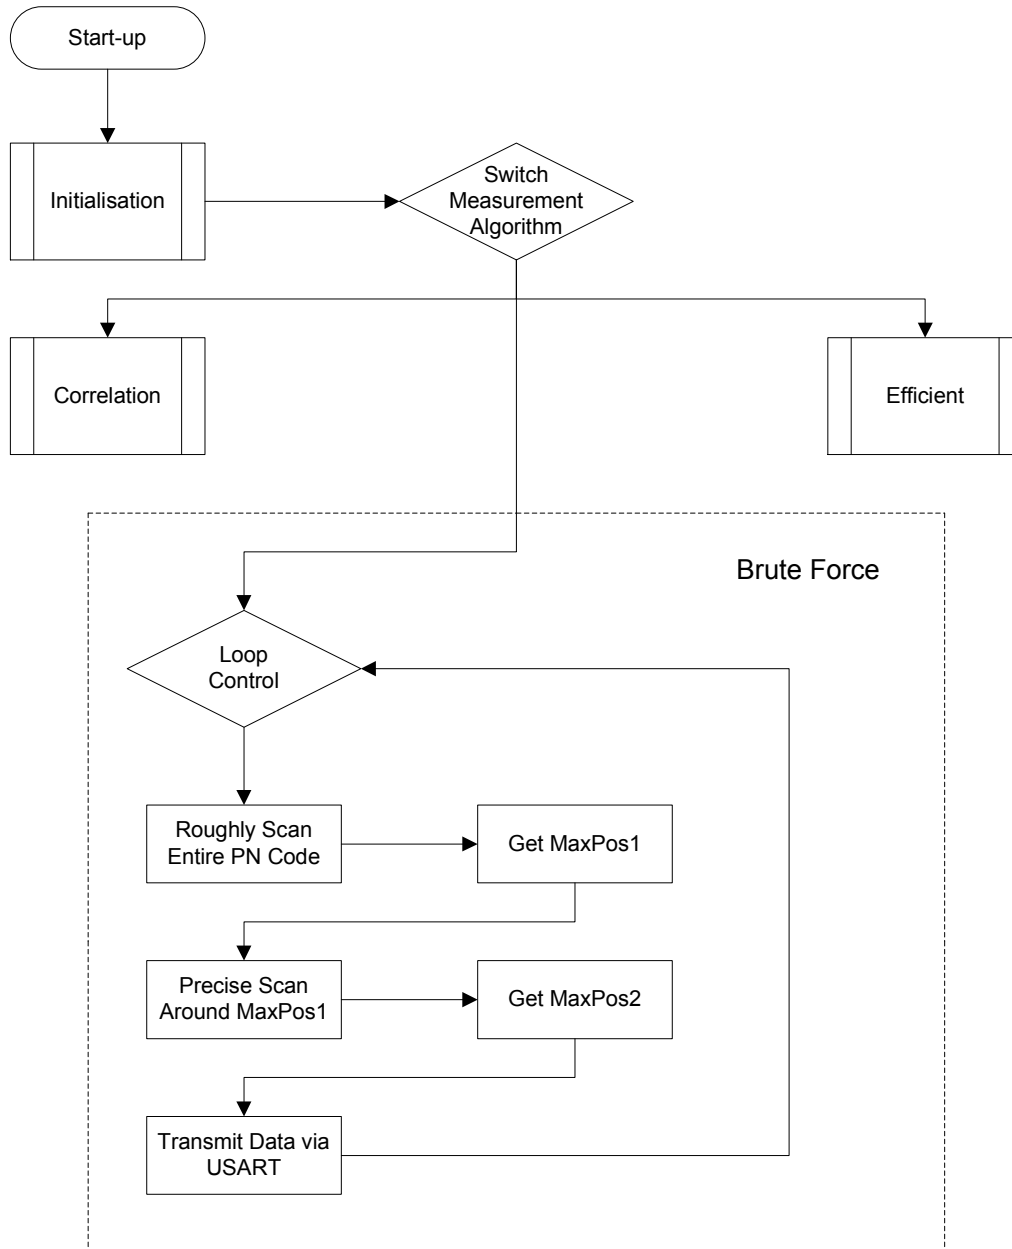 Start-up
Initialisation
Switch
Measurement
Algorithm
Correlation
Efficient
Brute Force
Loop
Control
Roughly Scan
Entire PN Code
Get MaxPos1
Precise Scan
Around MaxPos1
Get MaxPos2
Transmit Data via
USART